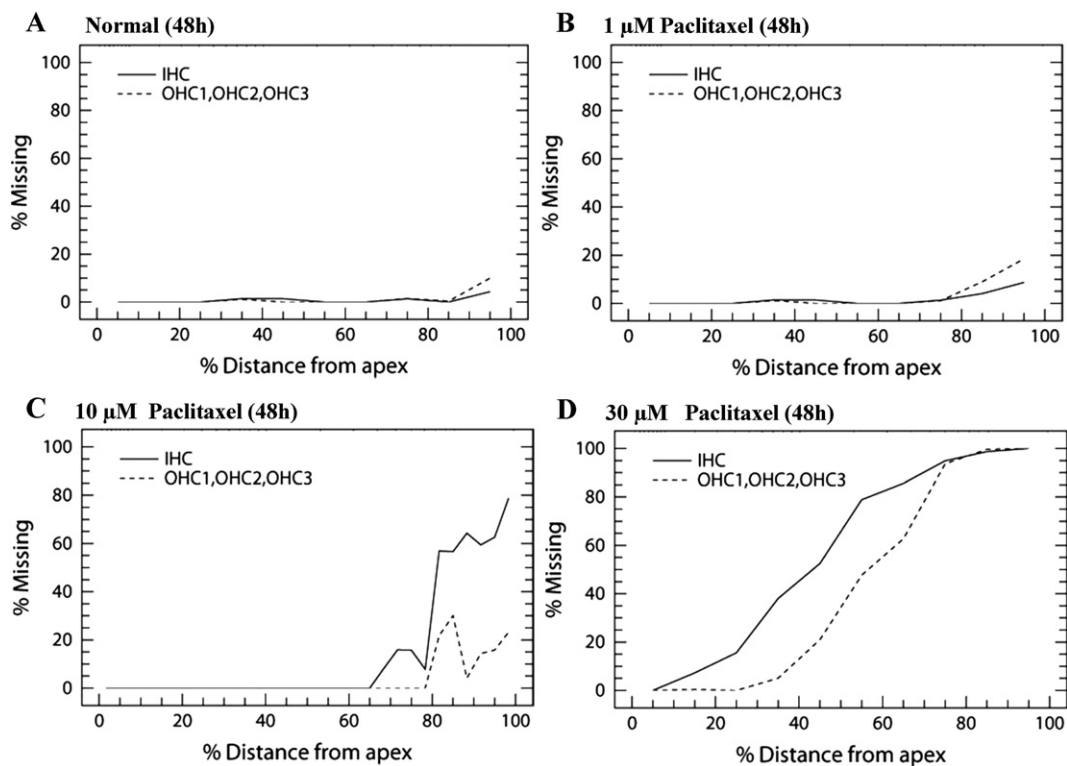 A Normal (48h)
100
80
60
40
20
0
% Missing
IHC
OHC1,OHC2,OHC3
0 20 40 60 80 100
% Distance from apex
B 1 μM Paclitaxel (48h)
100
80
60
40
20
0
% Missing
IHC
OHC1,OHC2,OHC3
0 20 40 60 80 100
% Distance from apex
C 10 μM Paclitaxel (48h)
100
80
60
40
20
0
% Missing
IHC
OHC1,OHC2,OHC3
0 20 40 60 80 100
% Distance from apex
D 30 μM Paclitaxel (48h)
100
80
60
40
20
0
% Missing
IHC
OHC1,OHC2,OHC3
0 20 40 60 80 100
% Distance from apex